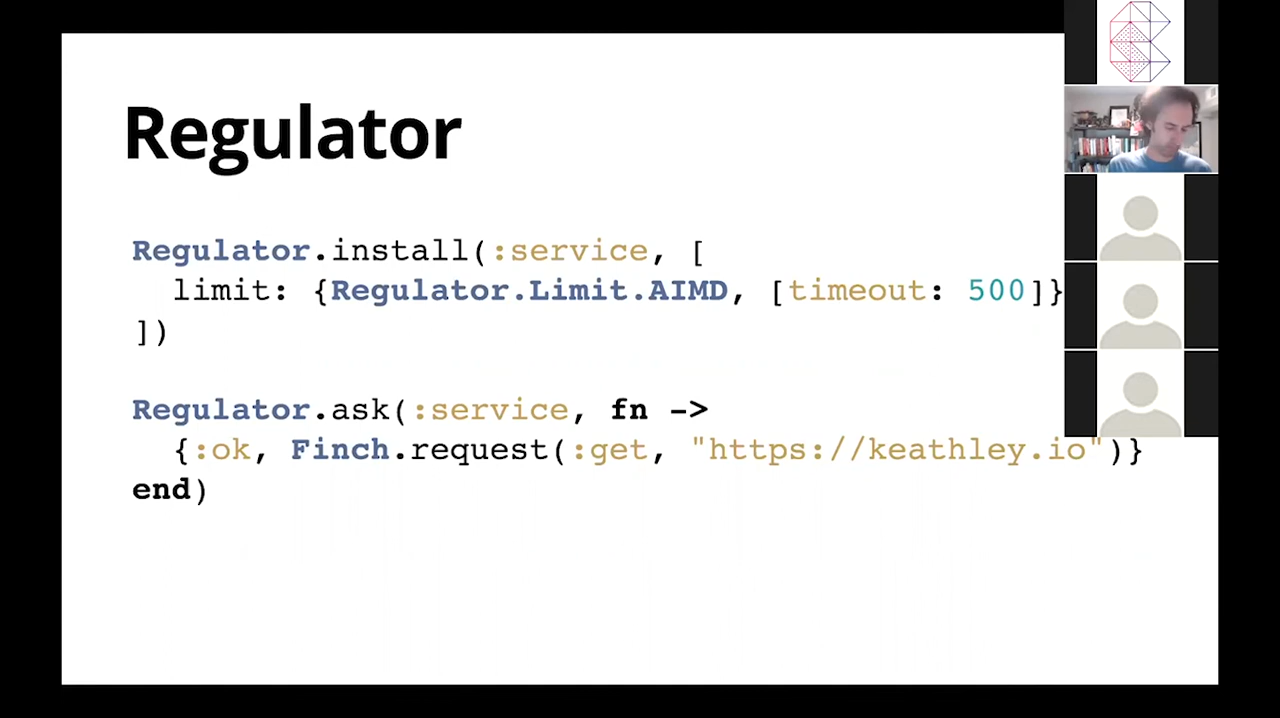 Regulator
Regulator.install(:service, [
  limit: {Regulator.Limit.AIMD, [timeout: 500]}
])
Regulator.ask(:service, fn ->
  {:ok, Finch.request(:get, "https://keathley.io")}
end)